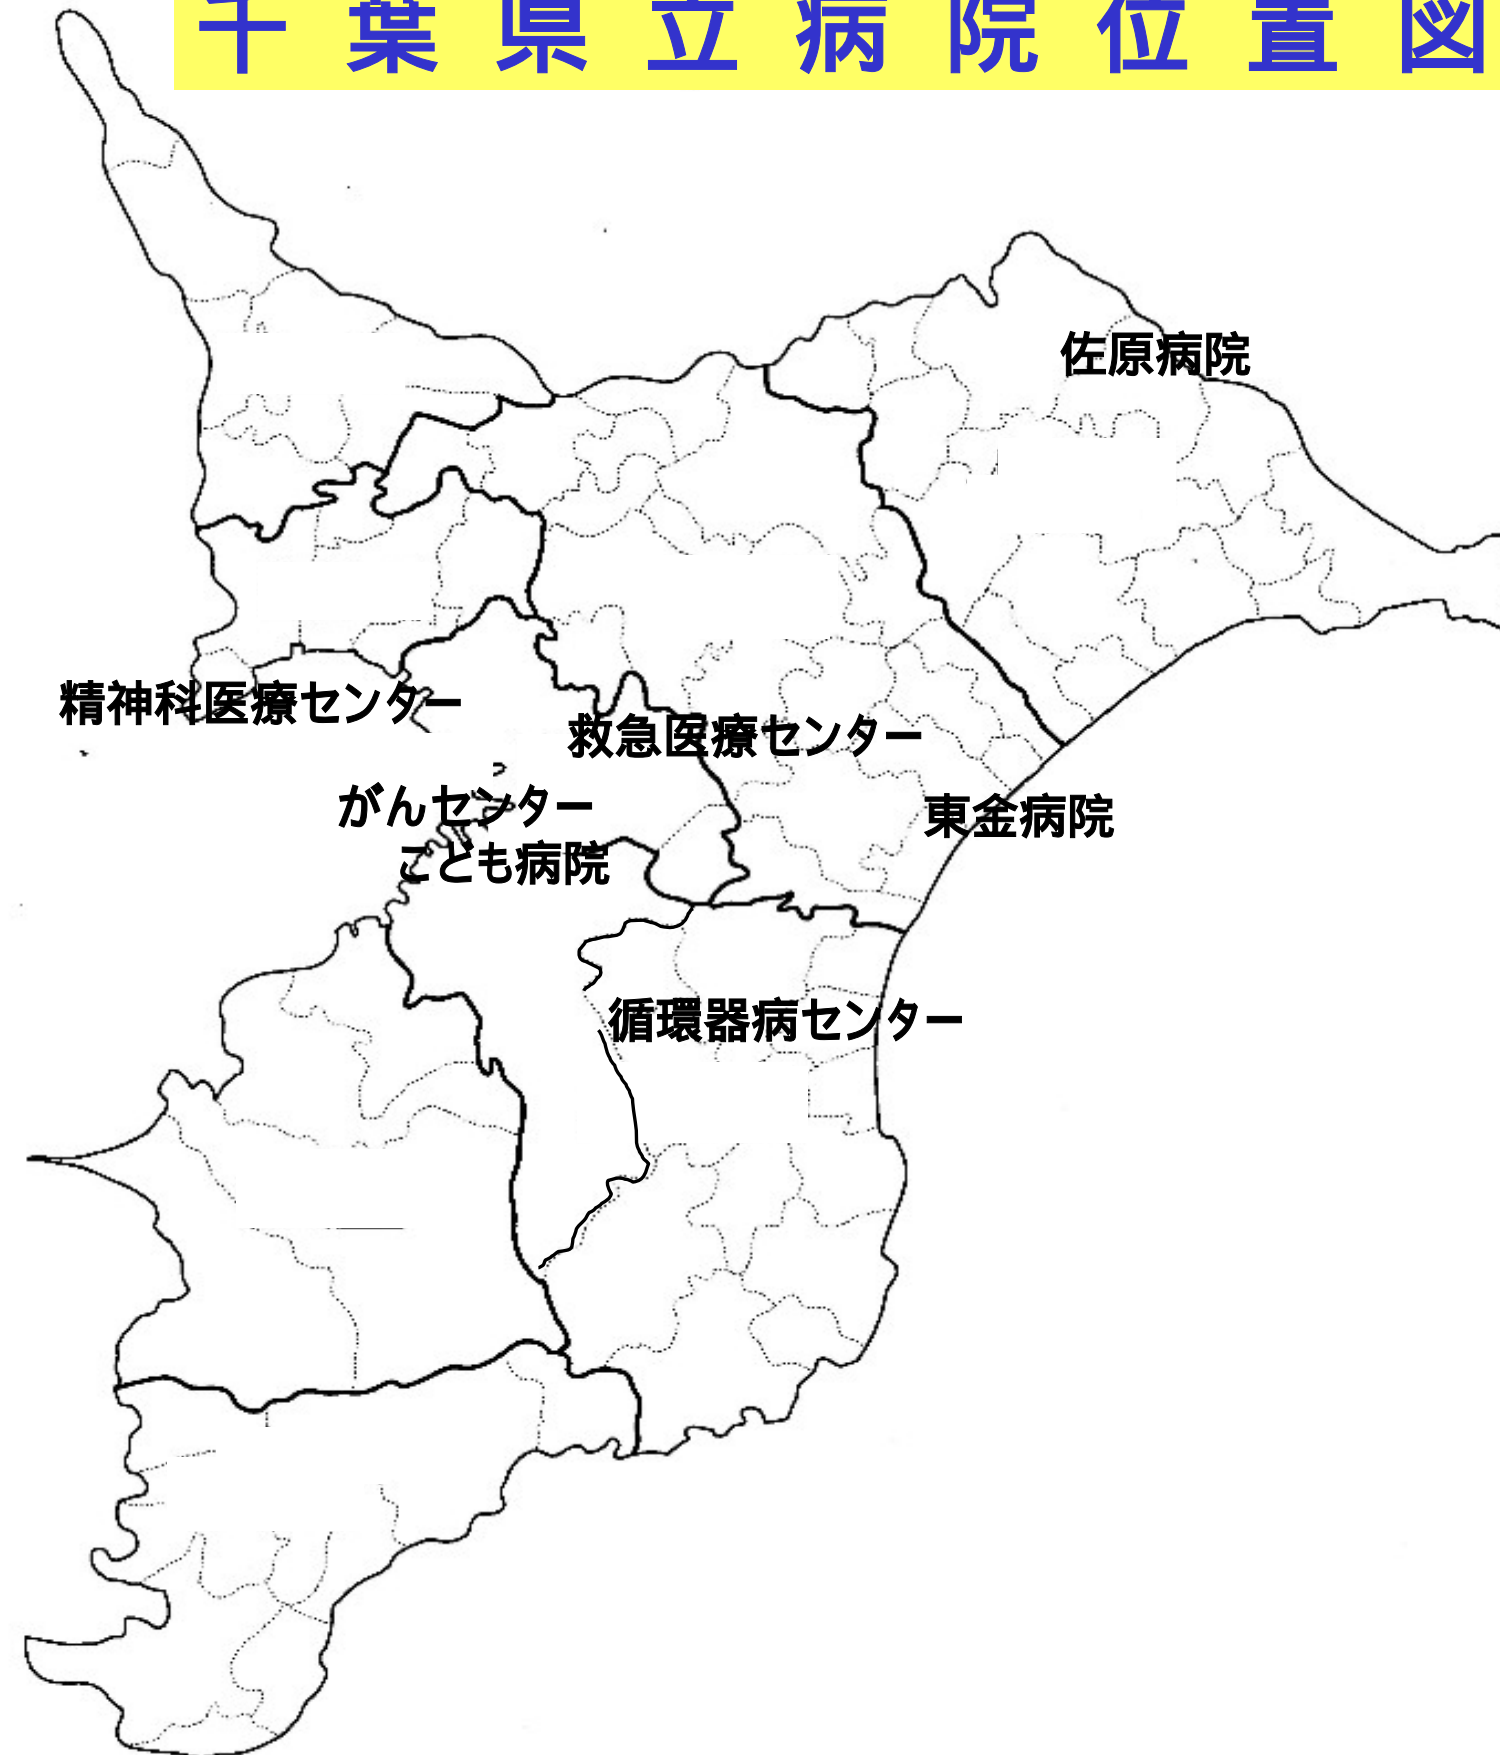 千葉県立病院位置図
佐原病院
精神科医療センター
救急医療センター
がんセンター
東金病院
こども病院
循環器病センター